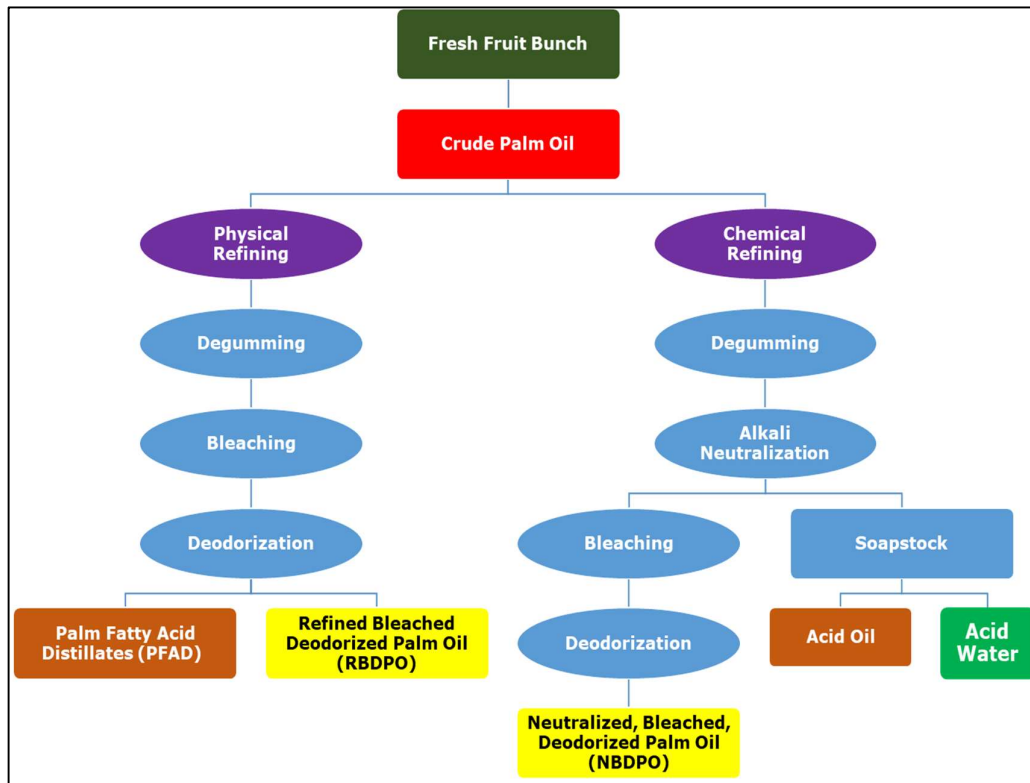 Fresh Fruit Bunch
Crude Palm Oil
Physical
Refining
Chemical
Refining
Degumming
Degumming
Bleaching
Alkali
Neutralization
Deodorization
Bleaching
Soapstock
Palm Fatty Acid
Distillates (PFAD)
Refined Bleached
Deodorized Palm Oil
(RBDPO)
Deodorization
Acid Oil
Acid
Water
Neutralized, Bleached,
Deodorized Palm Oil
(NBDPO)